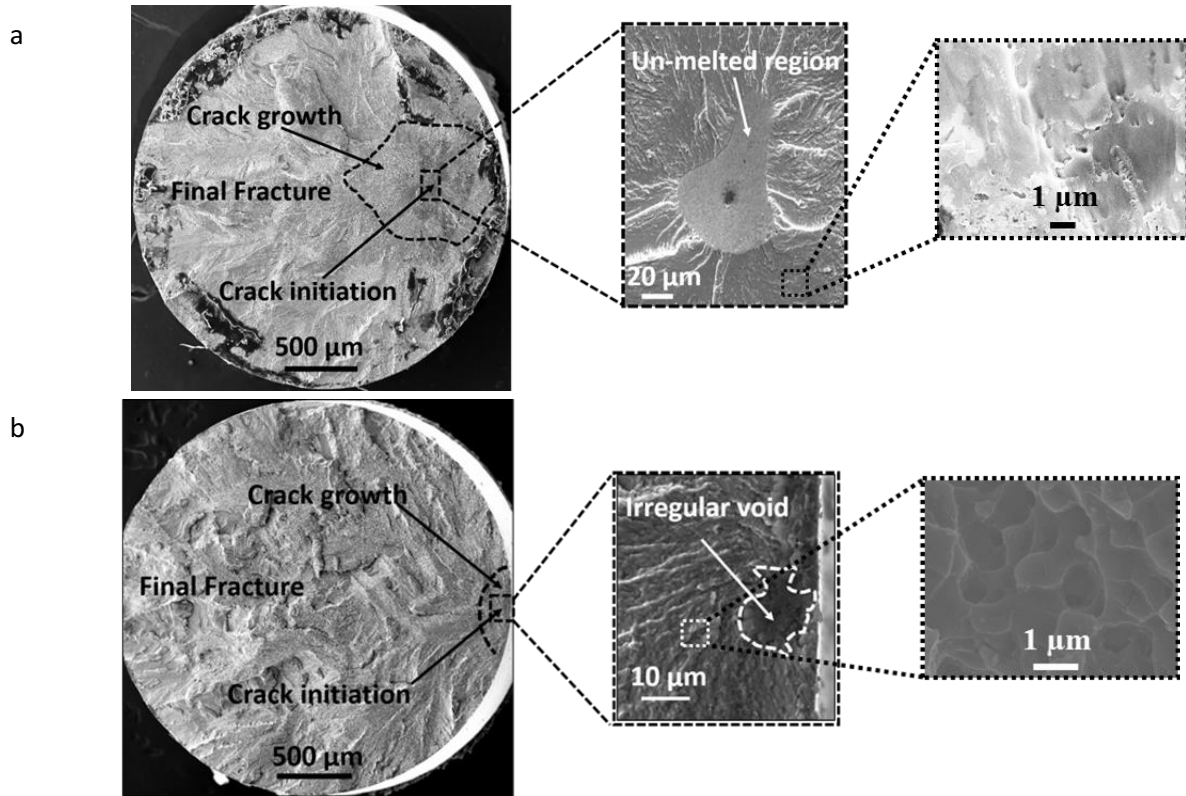 a
Crack growth
Final Fracture
Crack initiation
500 µm
Un-melted region
20 µm
1 µm
b
Crack growth
Final Fracture
Crack initiation
500 µm
Irregular void
10 µm
1 µm